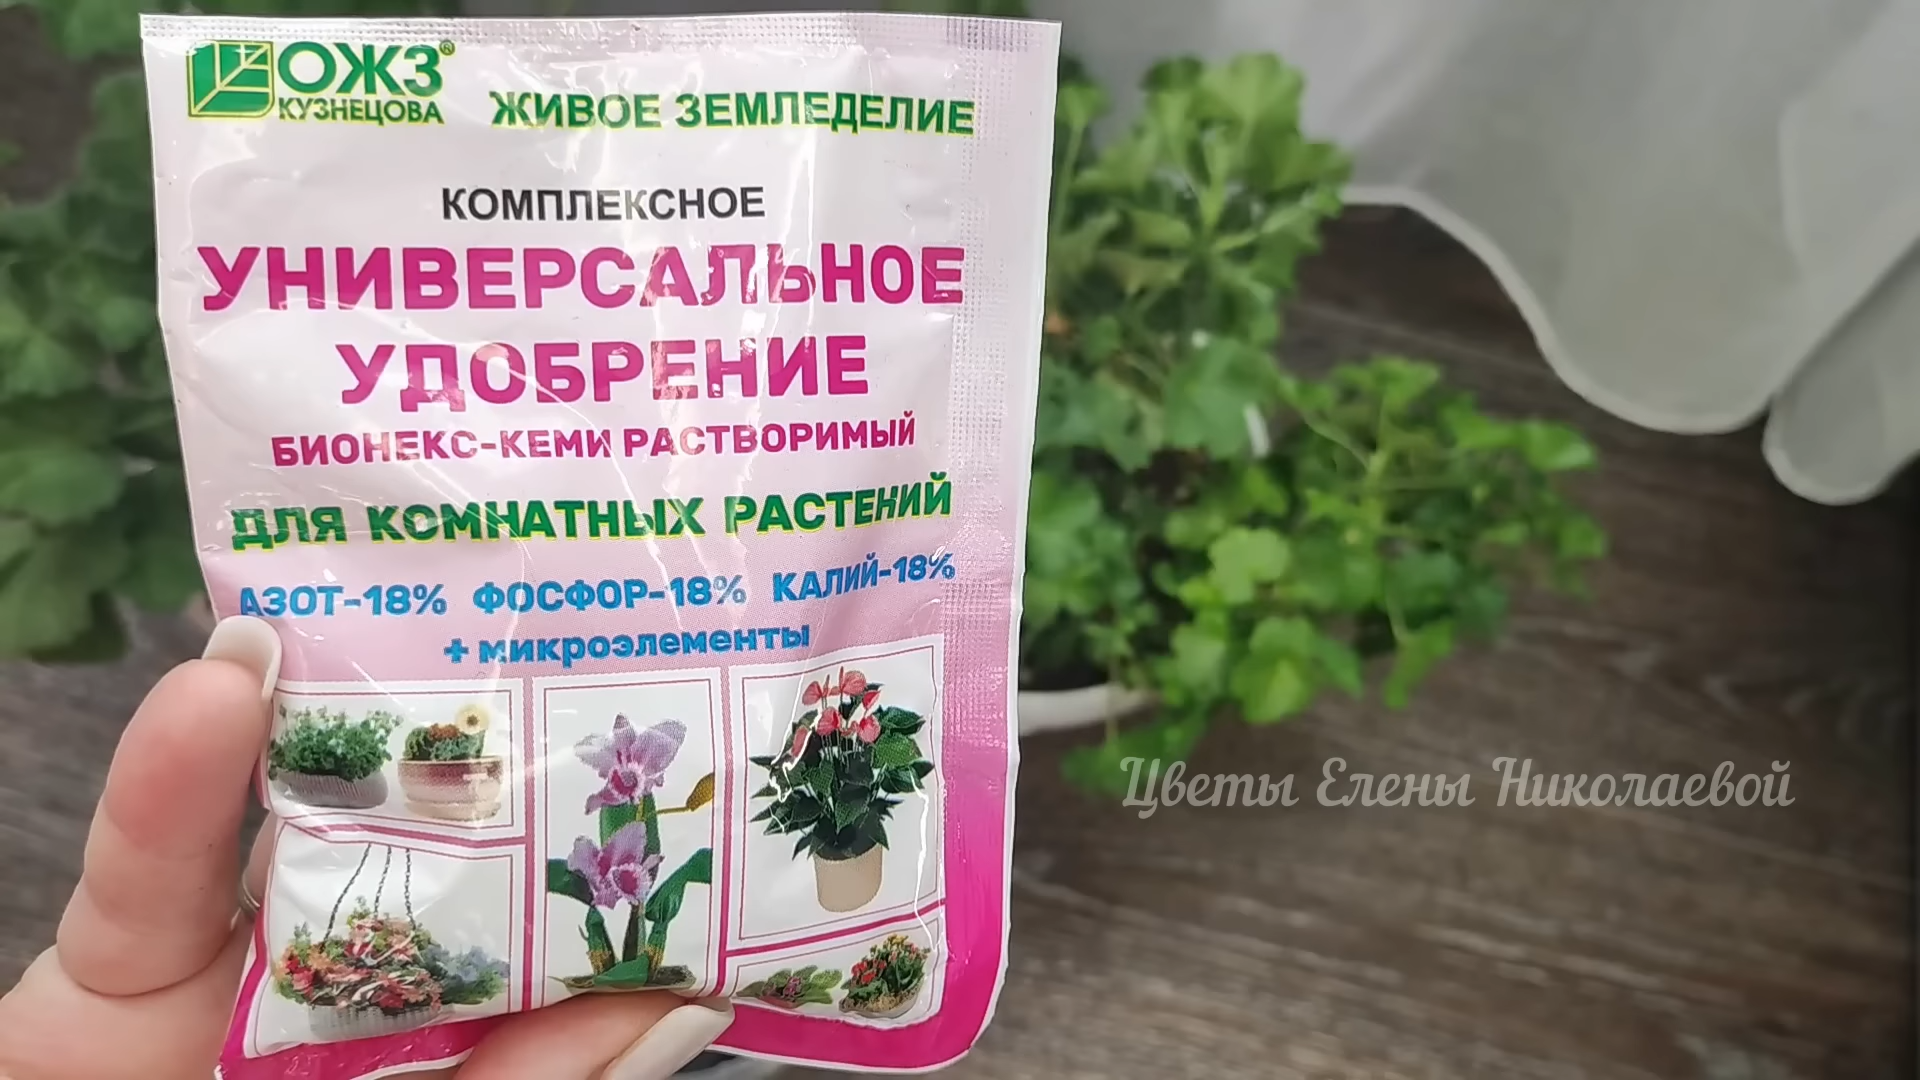 ОЖЗ®
КУЗНЕЦОВА
ЖИВОЕ ЗЕМЛЕДЕЛИЕ
КОМПЛЕКСНОЕ
УНИВЕРСАЛЬНОЕ
УДОБРЕНИЕ
БИОНЕКС-КЕМИ РАСТВОРИМЫЙ
ДЛЯ КОМНАТНЫХ РАСТЕНИЙ
АЗОТ-18% ФОСФОР-18% КАЛИЙ-18%
+ микроэлементы
Цветы Елены Николаевой